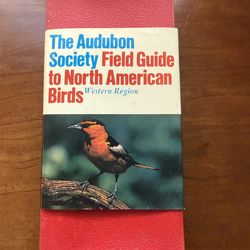 The Audubon
Society Field Guide
to North American
Birds Western Region